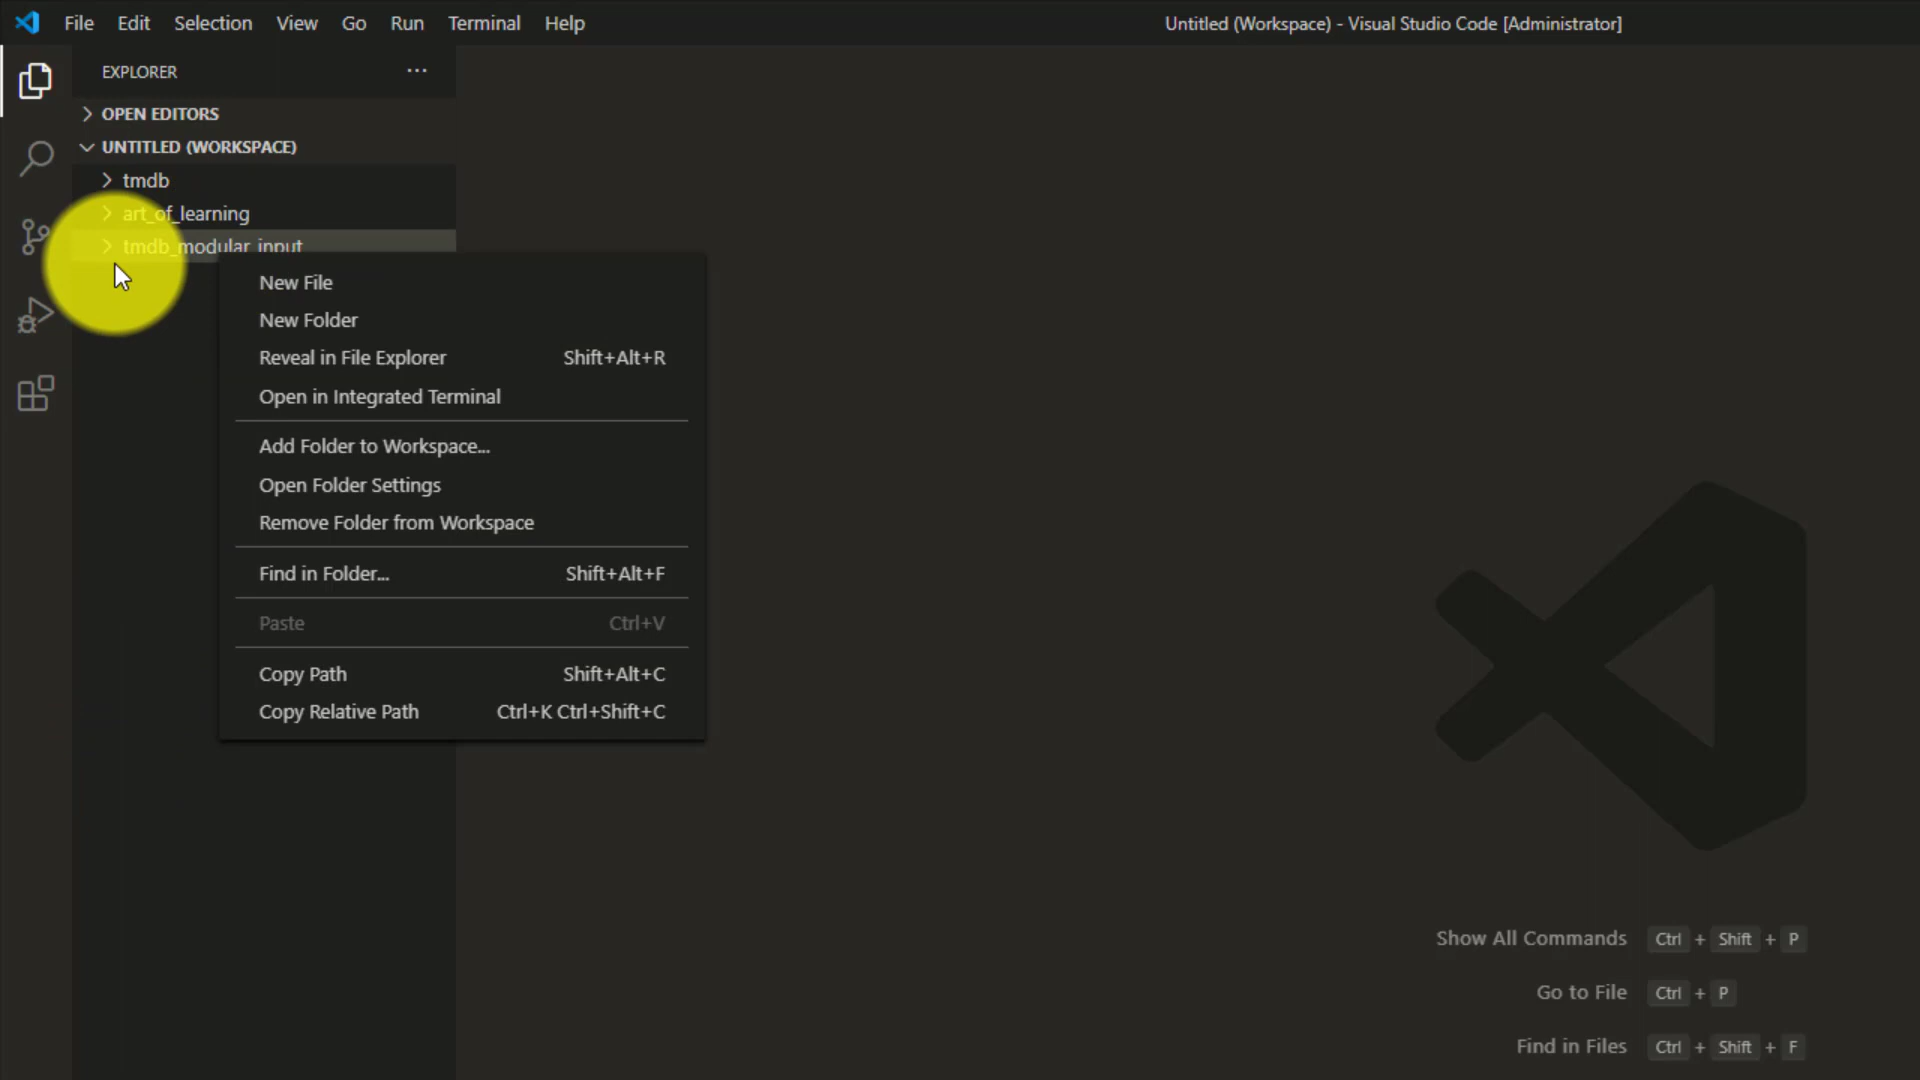 File Edit Selection View Go Run Terminal Help
Untitled (Workspace) - Visual Studio Code [Administrator]
EXPLORER
OPEN EDITORS
UNTITLED (WORKSPACE)
tmdb
art_of_learning
tmdb_modular_input
New File
New Folder
Reveal in File Explorer Shift+Alt+R
Open in Integrated Terminal
Add Folder to Workspace...
Open Folder Settings
Remove Folder from Workspace
Find in Folder... Shift+Alt+F
Paste Ctrl+V
Copy Path Shift+Alt+C
Copy Relative Path Ctrl+K Ctrl+Shift+C
Show All Commands Ctrl + Shift + P
Go to File Ctrl + P
Find in Files Ctrl + Shift + F